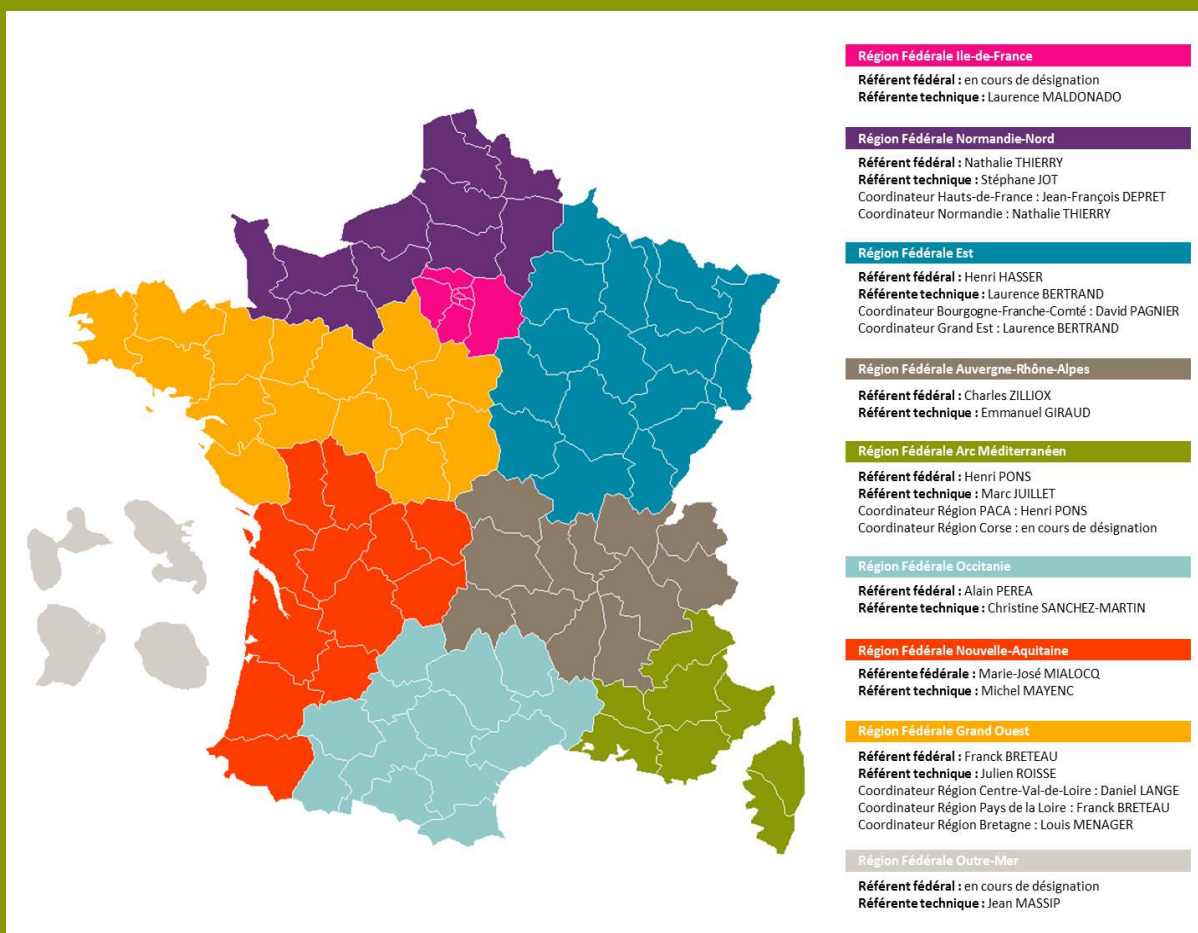 Région Fédérale Ile-de-France
Référent fédéral : en cours de désignation
Référente technique : Laurence MALDONADO
Région Fédérale Normandie-Nord
Référent fédéral : Nathalie THIERRY
Référent technique : Stéphane JOT
Coordinateur Hauts-de-France : Jean-François DEPRET
Coordinateur Normandie : Nathalie THIERRY
Région Fédérale Est
Référent fédéral : Henri HASSER
Référente technique : Laurence BERTRAND
Coordinateur Bourgogne-Franche-Comté : David PAGNIER
Coordinateur Grand Est : Laurence BERTRAND
Région Fédérale Auvergne-Rhône-Alpes
Référent fédéral : Charles ZILLIOX
Référent technique : Emmanuel GIRAUD
Région Fédérale Arc Méditerranéen
Référent fédéral : Henri PONS
Référent technique : Marc JUILLET
Coordinateur Région PACA : Henri PONS
Coordinateur Région Corse : en cours de désignation
Région Fédérale Occitanie
Référent fédéral : Alain PEREA
Référente technique : Christine SANCHEZ-MARTIN
Région Fédérale Nouvelle-Aquitaine
Référente fédérale : Marie-José MIALOCQ
Référent technique : Michel MAYENC
Région Fédérale Grand Ouest
Référent fédéral : Franck BRETEAU
Référent technique : Julien ROISSE
Coordinateur Région Centre-Val-de-Loire : Daniel LANGE
Coordinateur Région Pays de la Loire : Franck BRETEAU
Coordinateur Région Bretagne : Louis MENAGER
Région Fédérale Outre-Mer
Référent fédéral : en cours de désignation
Référente technique : Jean MASSIP